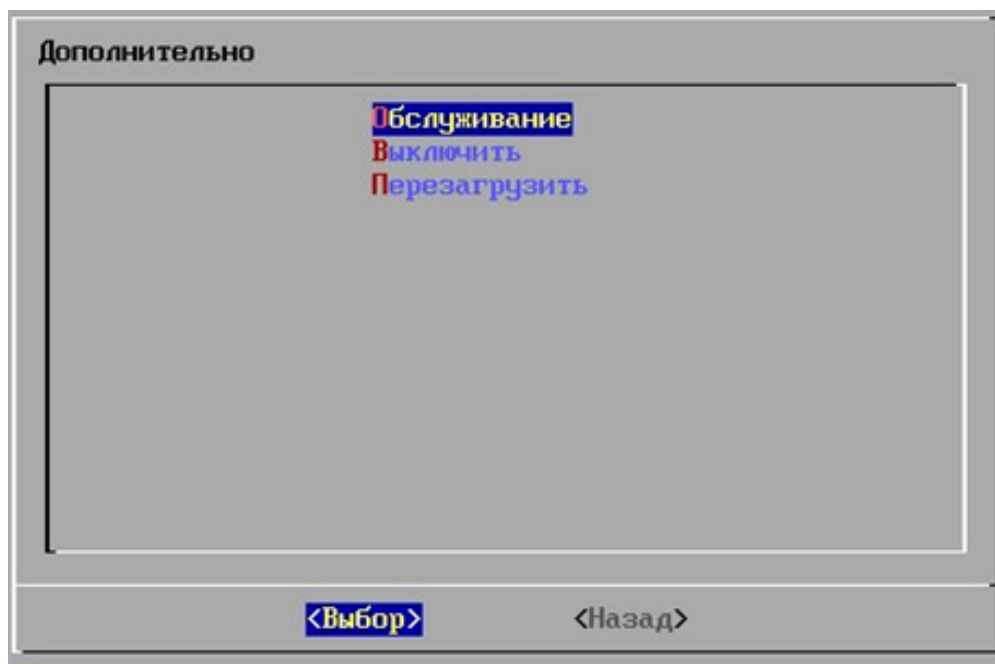 Дополнительно
Обслуживание
Выключить
Перезагрузить
<Выбор> <Назад>